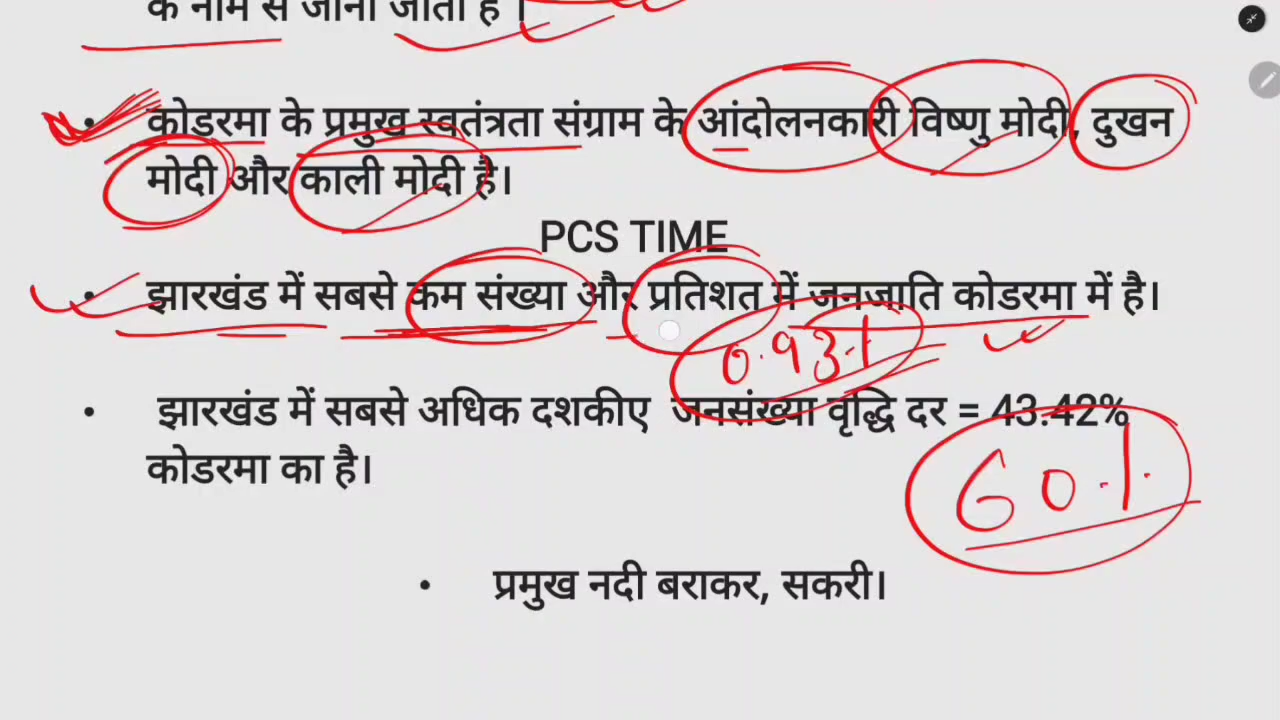 के नाम से जाना जाता है ।
• कोडरमा के प्रमुख स्वतंत्रता संग्राम के आंदोलनकारी विष्णु मोदी, दुखन
मोदी और काली मोदी है।
PCS TIME
• झारखंड में सबसे कम संख्या और प्रतिशत में जनजाति कोडरमा में है।
0.93%
• झारखंड में सबसे अधिक दशकीए जनसंख्या वृद्धि दर = 43.42%
कोडरमा का है।
60%
• प्रमुख नदी बराकर, सकरी।